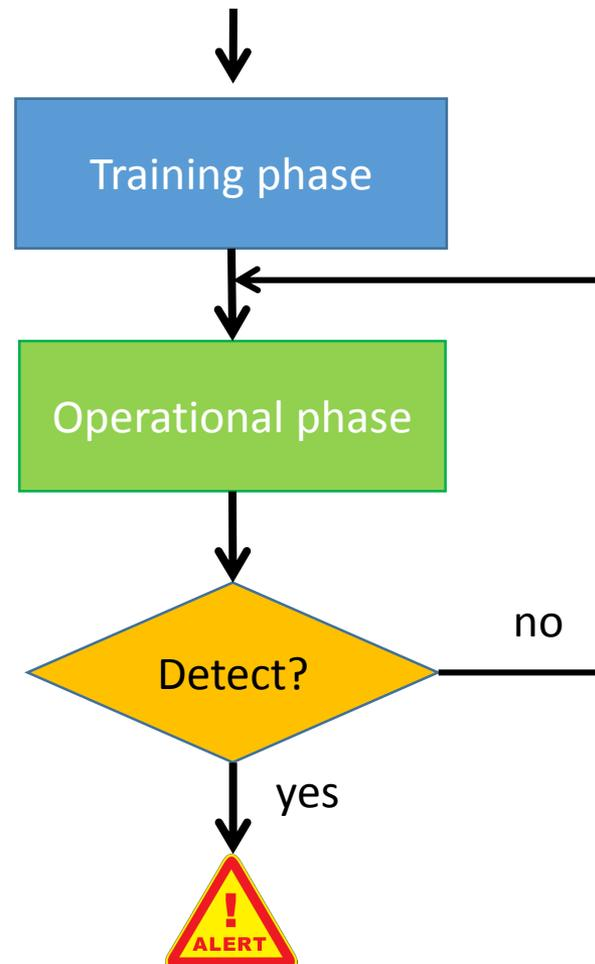 Training phase
Operational phase
Detect?
no
yes
!
ALERT